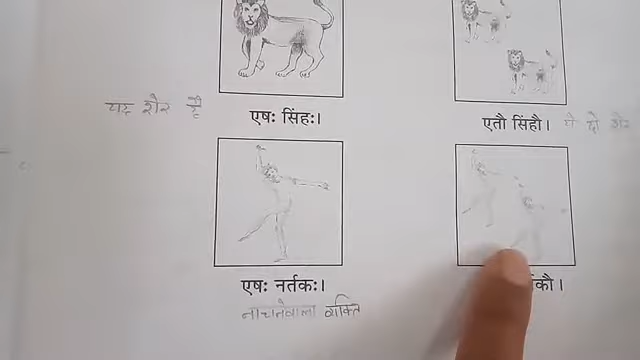 यह शेर है एषः सिंहः। एतौ सिंहौ। ये दो शेर
एषः नर्तकः।
नाचनेवाला व्यक्ति